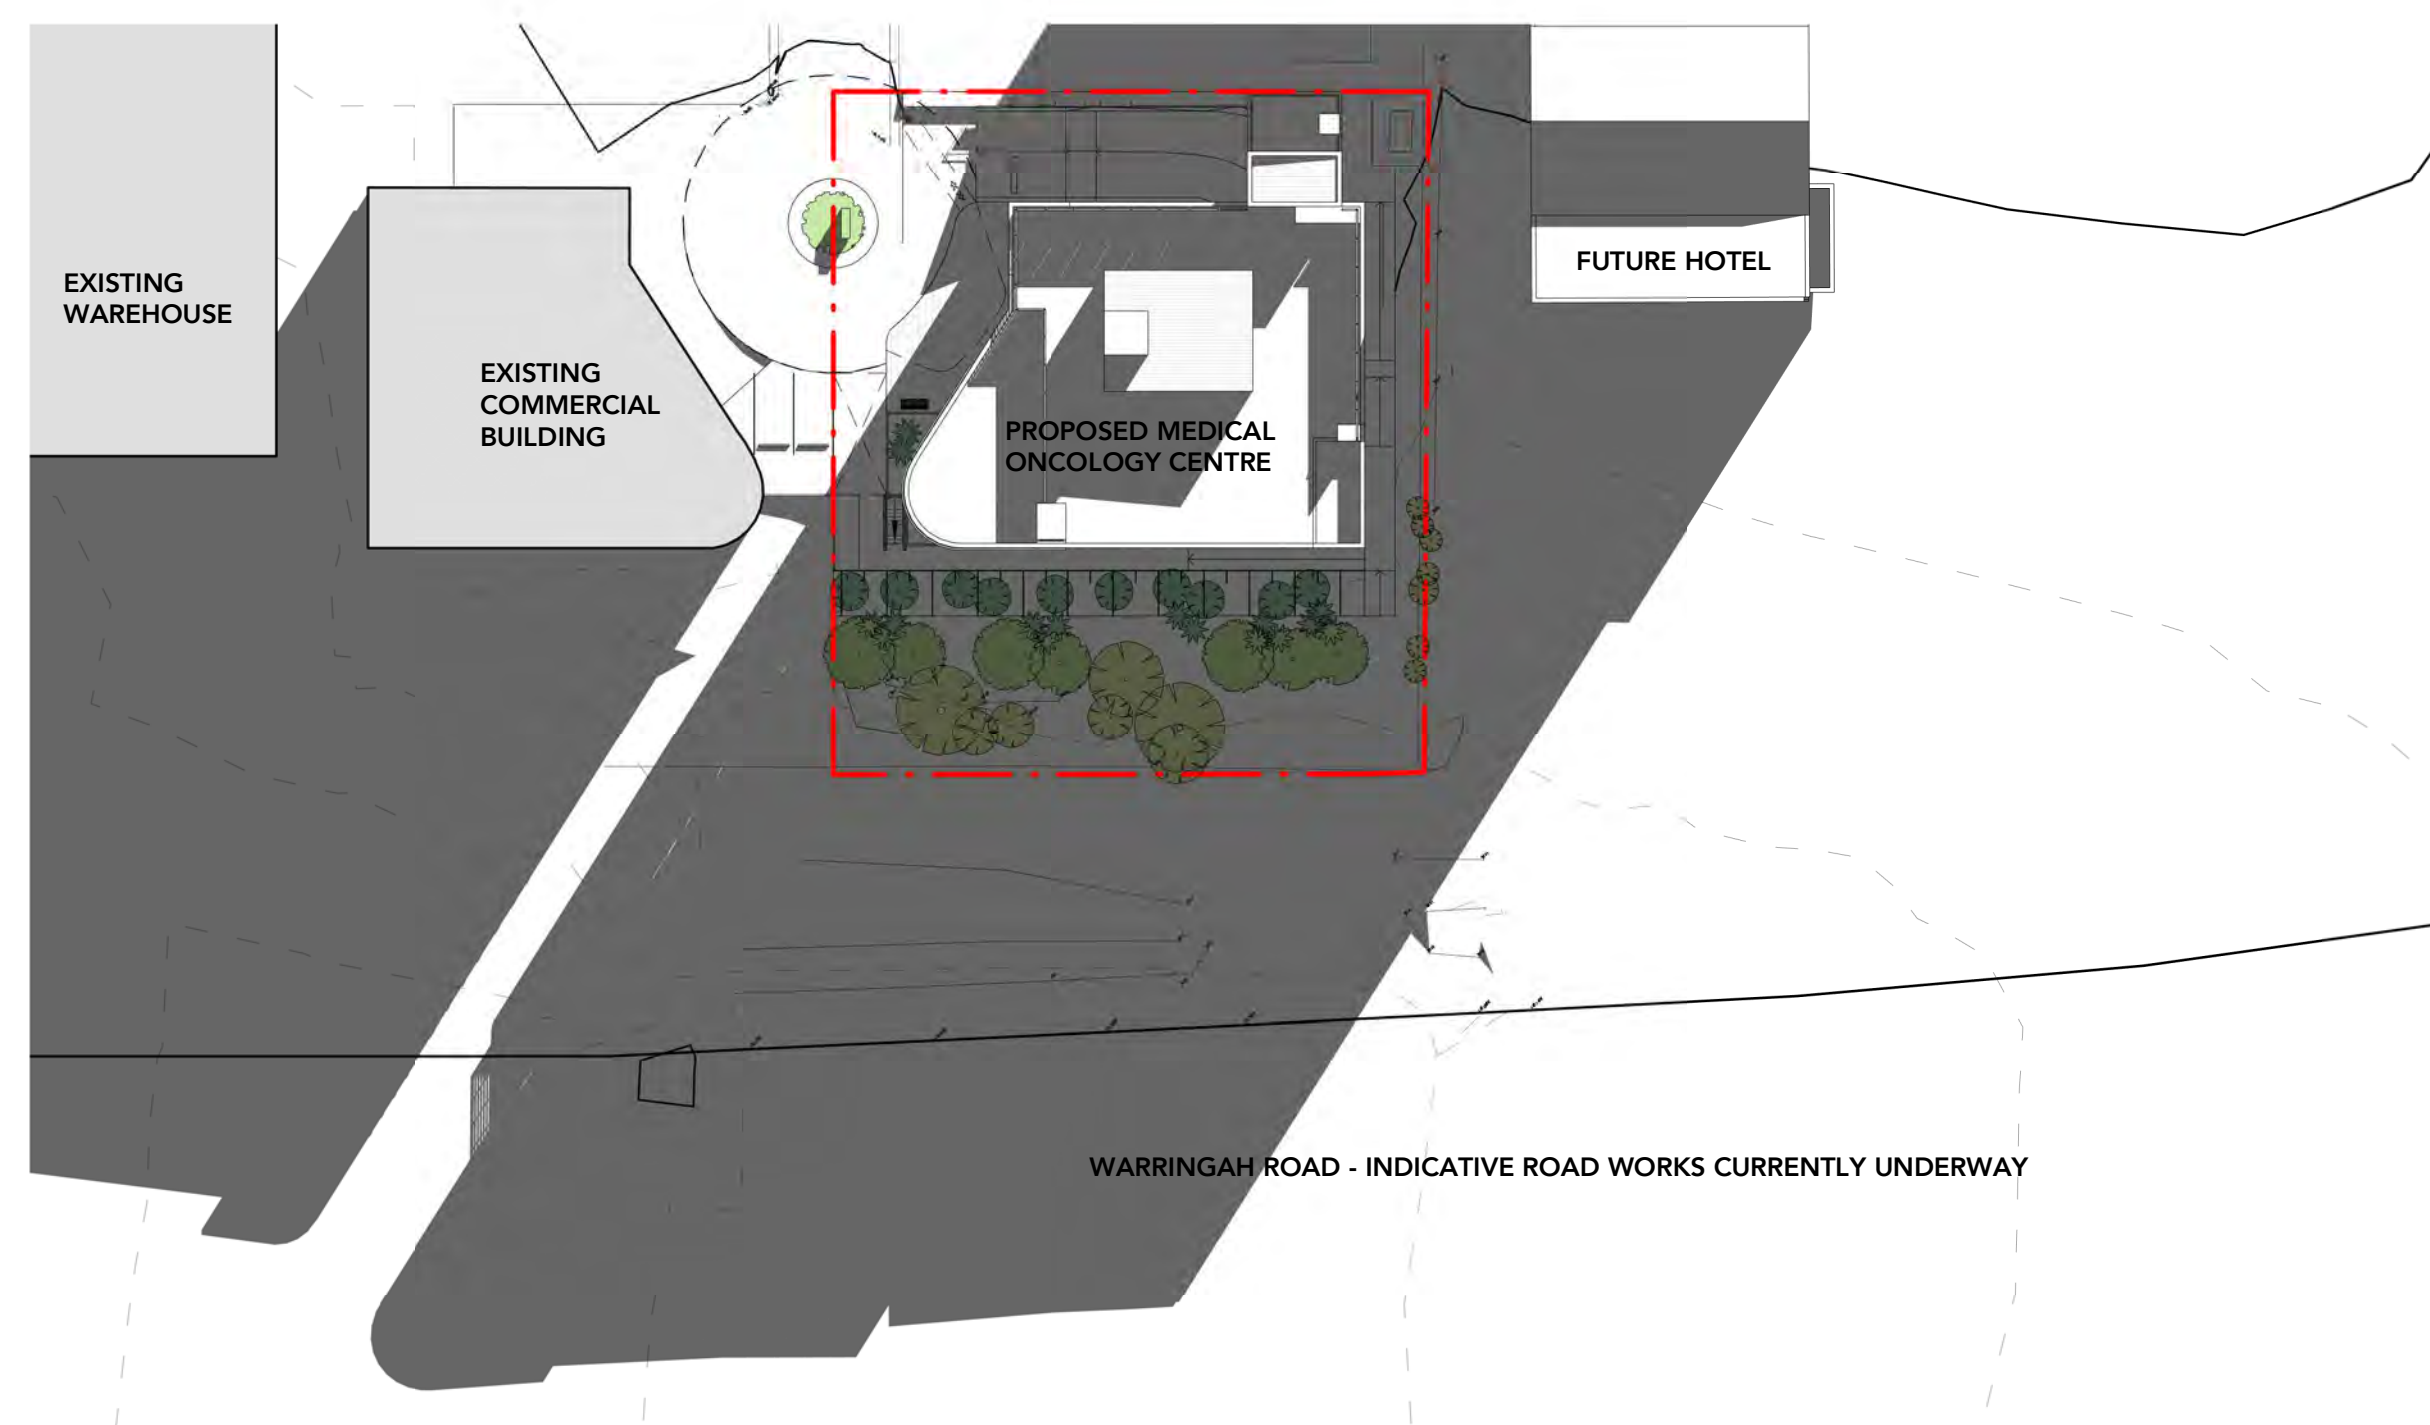 EXISTING
WAREHOUSE
EXISTING
COMMERCIAL
BUILDING
FUTURE HOTEL
PROPOSED MEDICAL
ONCOLOGY CENTRE
WARRINGAH ROAD - INDICATIVE ROAD WORKS CURRENTLY UNDERWAY